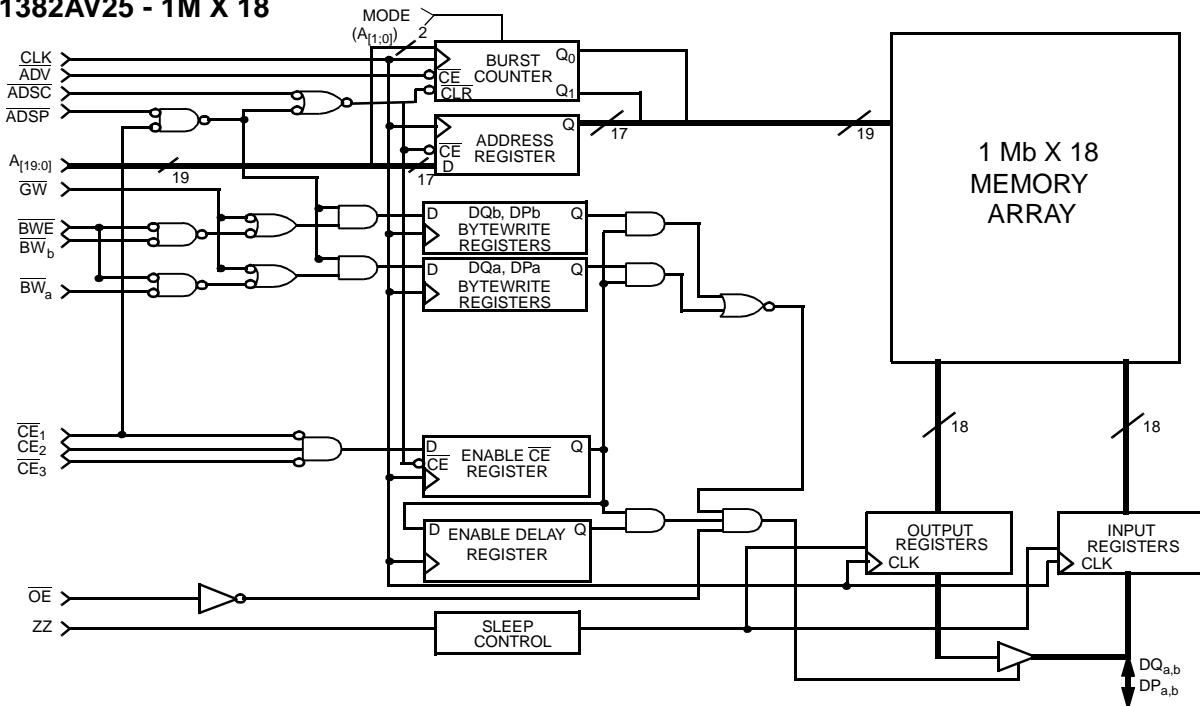 1382AV25 - 1M X 18
MODE
(A[1;0])
2
CLK
ADV
ADSC
ADSP
A[19:0]
GW
BWE
BWb
BWa
CE1
CE2
CE3
OE
ZZ
19
BURST
COUNTER
CE
CLR
Q0
Q1
ADDRESS
REGISTER
CE
D
Q
17
17
19
1 Mb X 18
MEMORY
ARRAY
D
DQb, DPb
BYTEWRITE
REGISTERS
Q
D
DQa, DPa
BYTEWRITE
REGISTERS
Q
D
ENABLE CE
REGISTER
CE
Q
D
ENABLE DELAY
REGISTER
Q
SLEEP
CONTROL
18
18
OUTPUT
REGISTERS
CLK
INPUT
REGISTERS
CLK
DQa,b
DPa,b